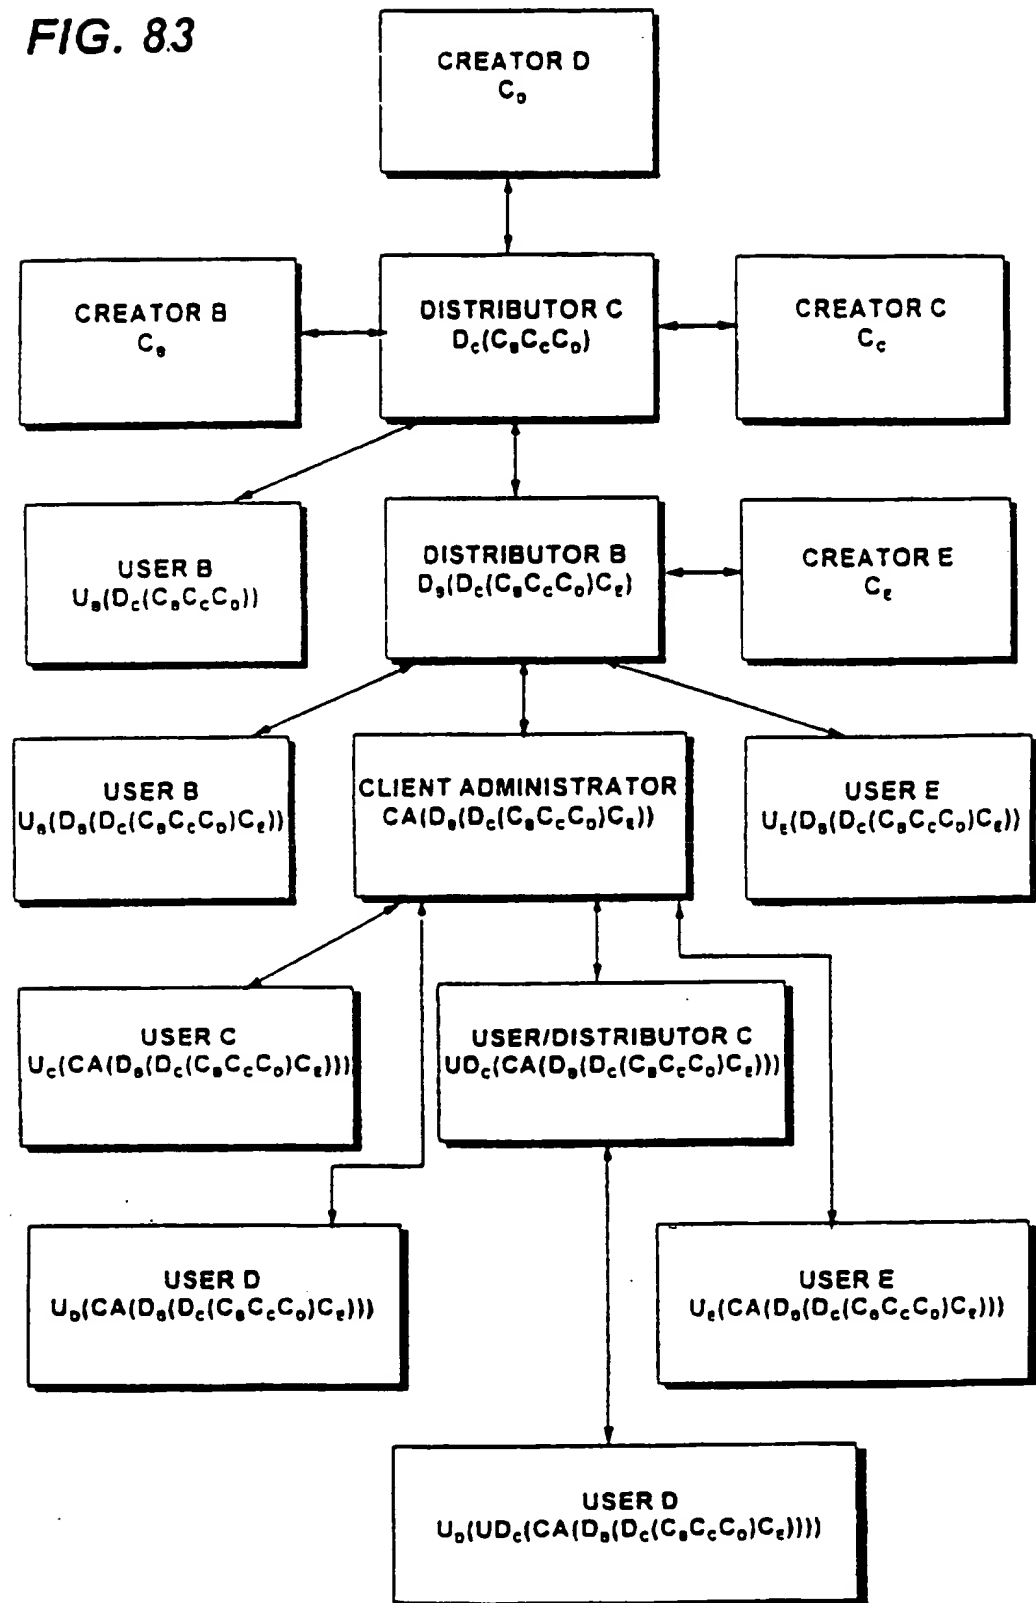 FIG. 83
CREATOR D
C_D
CREATOR B
C_B
DISTRIBUTOR C
D_C(C_BC_CC_D)
CREATOR C
C_C
USER B
U_B(D_C(C_BC_CC_D))
DISTRIBUTOR B
D_B(D_C(C_BC_CC_D)C_E)
CREATOR E
C_E
USER B
U_B(D_B(D_C(C_BC_CC_D)C_E))
CLIENT ADMINISTRATOR
CA(D_B(D_C(C_BC_CC_D)C_E))
USER E
U_E(D_B(D_C(C_BC_CC_D)C_E))
USER C
U_C(CA(D_B(D_C(C_BC_CC_D)C_E)))
USER/DISTRIBUTOR C
UD_C(CA(D_B(D_C(C_BC_CC_D)C_E)))
USER D
U_D(CA(D_B(D_C(C_BC_CC_D)C_E)))
USER E
U_E(CA(D_B(D_C(C_BC_CC_D)C_E)))
USER D
U_D(UD_C(CA(D_B(D_C(C_BC_CC_D)C_E))))